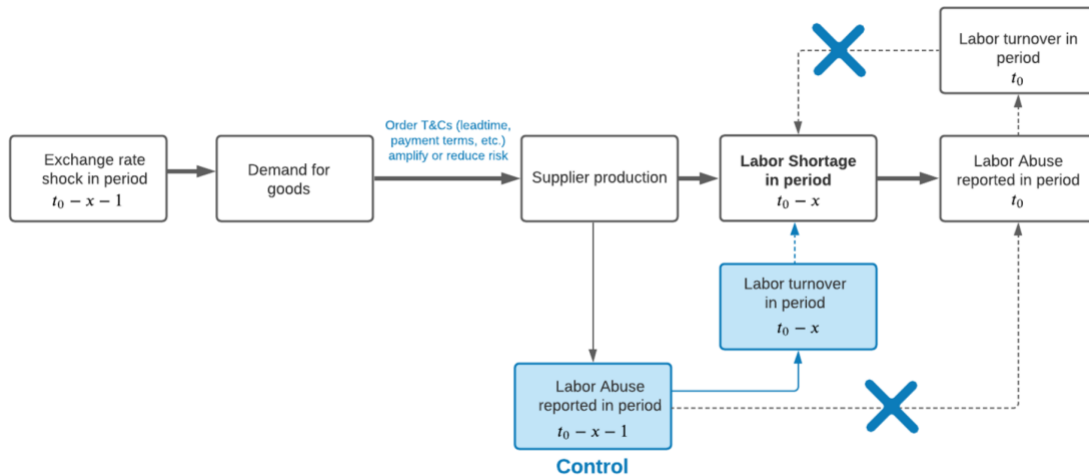 Labor turnover in
period
t₀
Order T&Cs (leadtime,
payment terms, etc.)
amplify or reduce risk
Exchange rate
shock in period
t₀ − x − 1
Demand for
goods
Supplier production
Labor Shortage
in period
t₀ − x
Labor Abuse
reported in period
t₀
Labor turnover
in period
t₀ − x
Labor Abuse
reported in period
t₀ − x − 1
Control